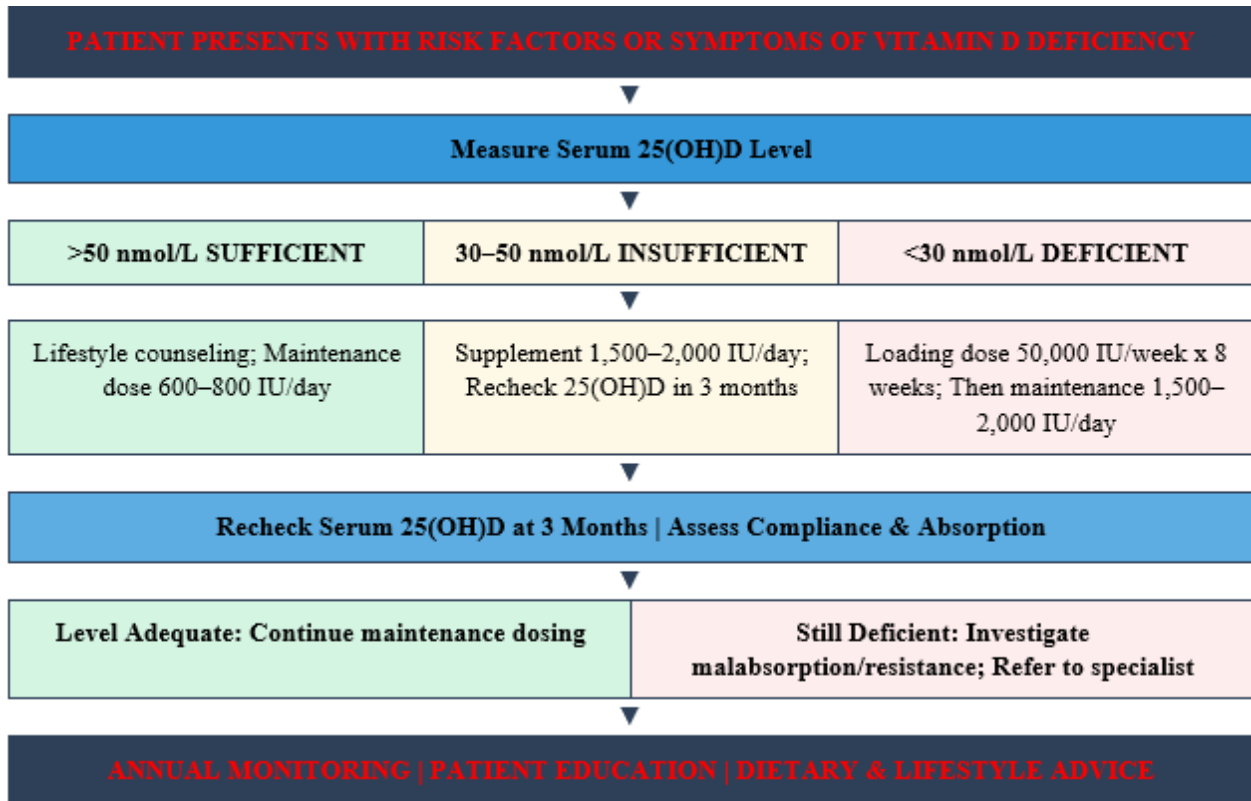 PATIENT PRESENTS WITH RISK FACTORS OR SYMPTOMS OF VITAMIN D DEFICIENCY
Measure Serum 25(OH)D Level
>50 nmol/L SUFFICIENT
30–50 nmol/L INSUFFICIENT
<30 nmol/L DEFICIENT
Lifestyle counseling; Maintenance
dose 600–800 IU/day
Supplement 1,500–2,000 IU/day;
Recheck 25(OH)D in 3 months
Loading dose 50,000 IU/week x 8
weeks; Then maintenance 1,500–
2,000 IU/day
Recheck Serum 25(OH)D at 3 Months | Assess Compliance & Absorption
Level Adequate: Continue maintenance dosing
Still Deficient: Investigate
malabsorption/resistance; Refer to specialist
ANNUAL MONITORING | PATIENT EDUCATION | DIETARY & LIFESTYLE ADVICE